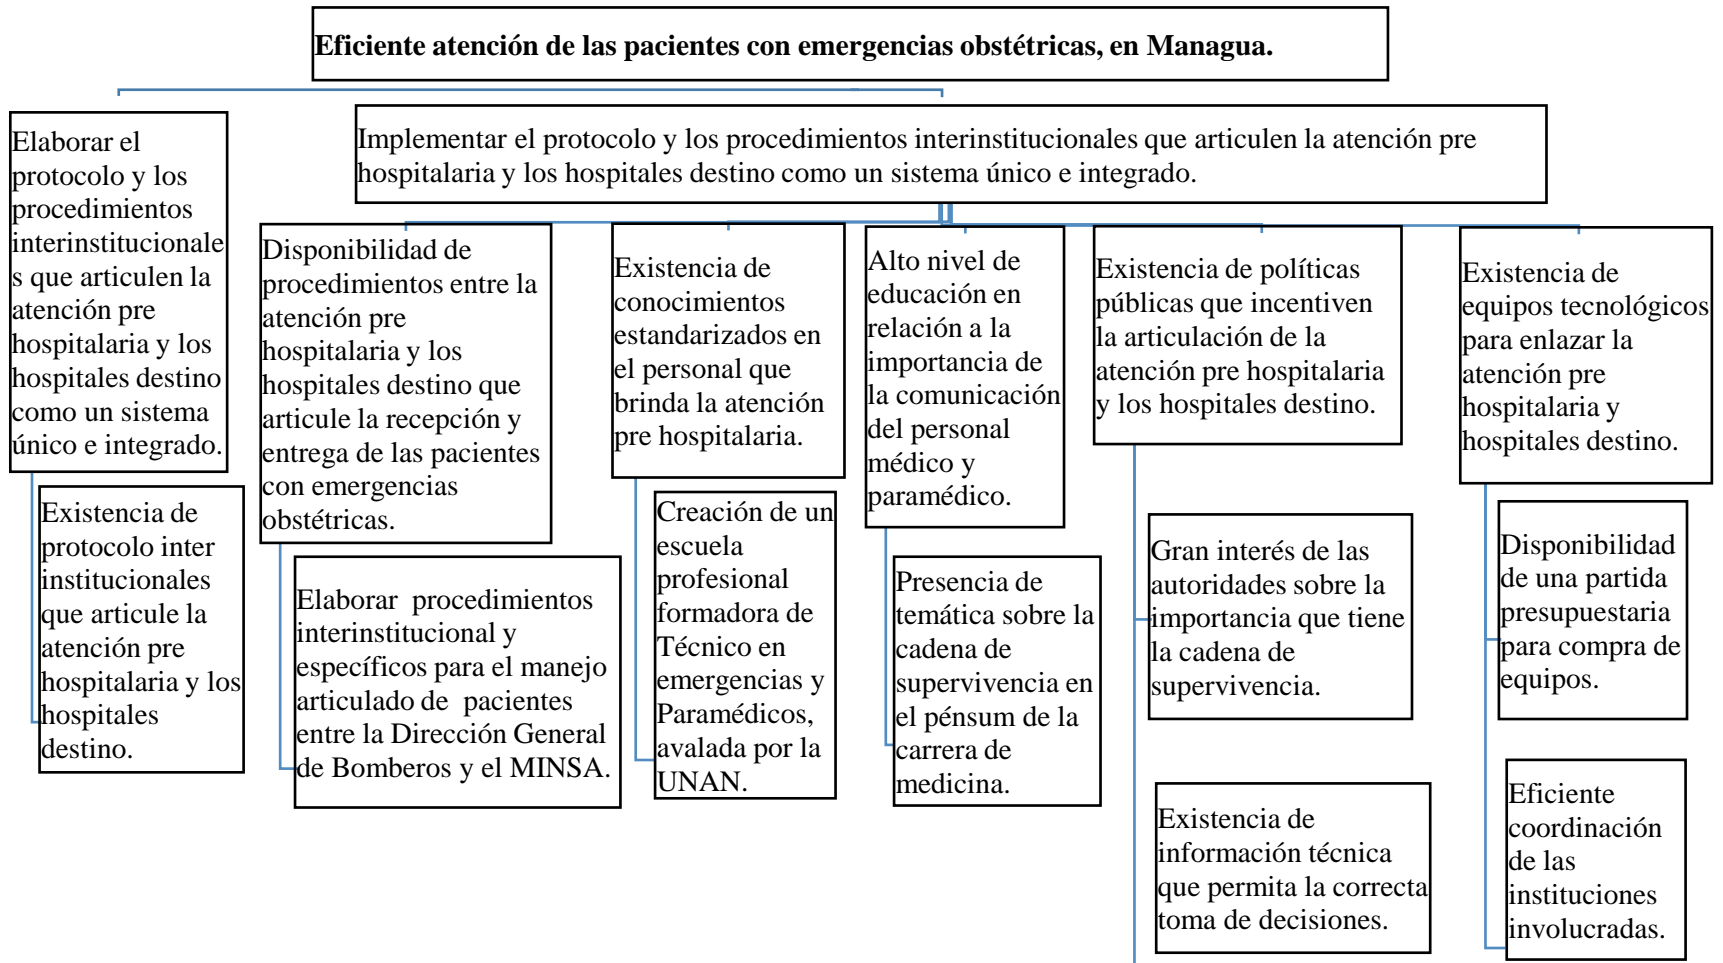 Eficiente atención de las pacientes con emergencias obstétricas, en Managua.
Elaborar el
protocolo y los
procedimientos
interinstitucionale
s que articulen la
atención pre
hospitalaria y los
hospitales destino
como un sistema
único e integrado.
Existencia de
protocolo inter
institucionales
que articule la
atención pre
hospitalaria y los
hospitales
destino.
Implementar el protocolo y los procedimientos interinstitucionales que articulen la atención pre
hospitalaria y los hospitales destino como un sistema único e integrado.
Disponibilidad de
procedimientos entre la
atención pre
hospitalaria y los
hospitales destino que
articule la recepción y
entrega de las pacientes
con emergencias
obstétricas.
Elaborar  procedimientos
interinstitucional y
específicos para el manejo
articulado de  pacientes
entre la Dirección General
de Bomberos y el MINSA.
Existencia de
conocimientos
estandarizados en
el personal que
brinda la atención
pre hospitalaria.
Creación de un
escuela
profesional
formadora de
Técnico en
emergencias y
Paramédicos,
avalada por la
UNAN.
Alto nivel de
educación en
relación a la
importancia de
la comunicación
del personal
médico y
paramédico.
Presencia de
temática sobre la
cadena de
supervivencia en
el pénsum de la
carrera de
medicina.
Existencia de políticas
públicas que incentiven
la articulación de la
atención pre hospitalaria
y los hospitales destino.
Gran interés de las
autoridades sobre la
importancia que tiene
la cadena de
supervivencia.
Existencia de
información técnica
que permita la correcta
toma de decisiones.
Existencia de
equipos tecnológicos
para enlazar la
atención pre
hospitalaria y
hospitales destino.
Disponibilidad
de una partida
presupuestaria
para compra de
equipos.
Eficiente
coordinación
de las
instituciones
involucradas.